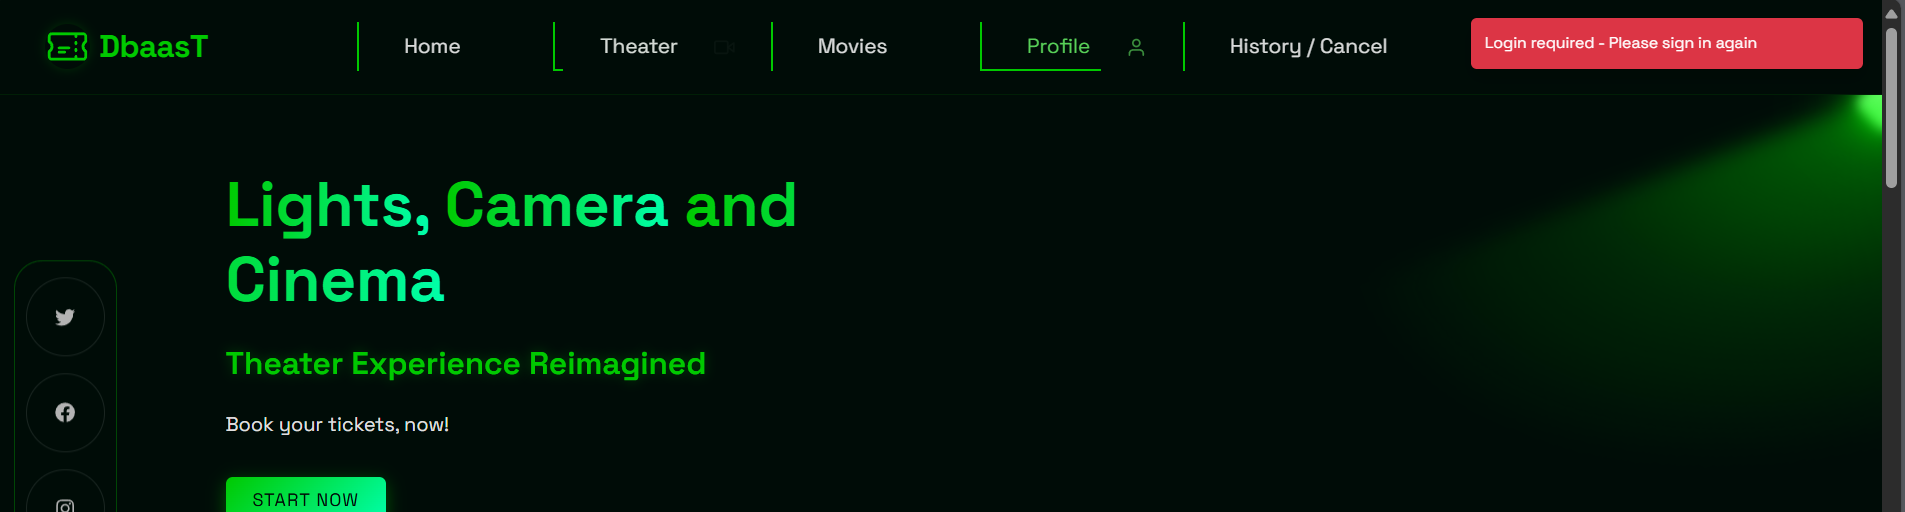 DbaasT
Home
Theater
Movies
Profile
History / Cancel
Login required - Please sign in again
Lights, Camera and
Cinema
Theater Experience Reimagined
Book your tickets, now!
START NOW